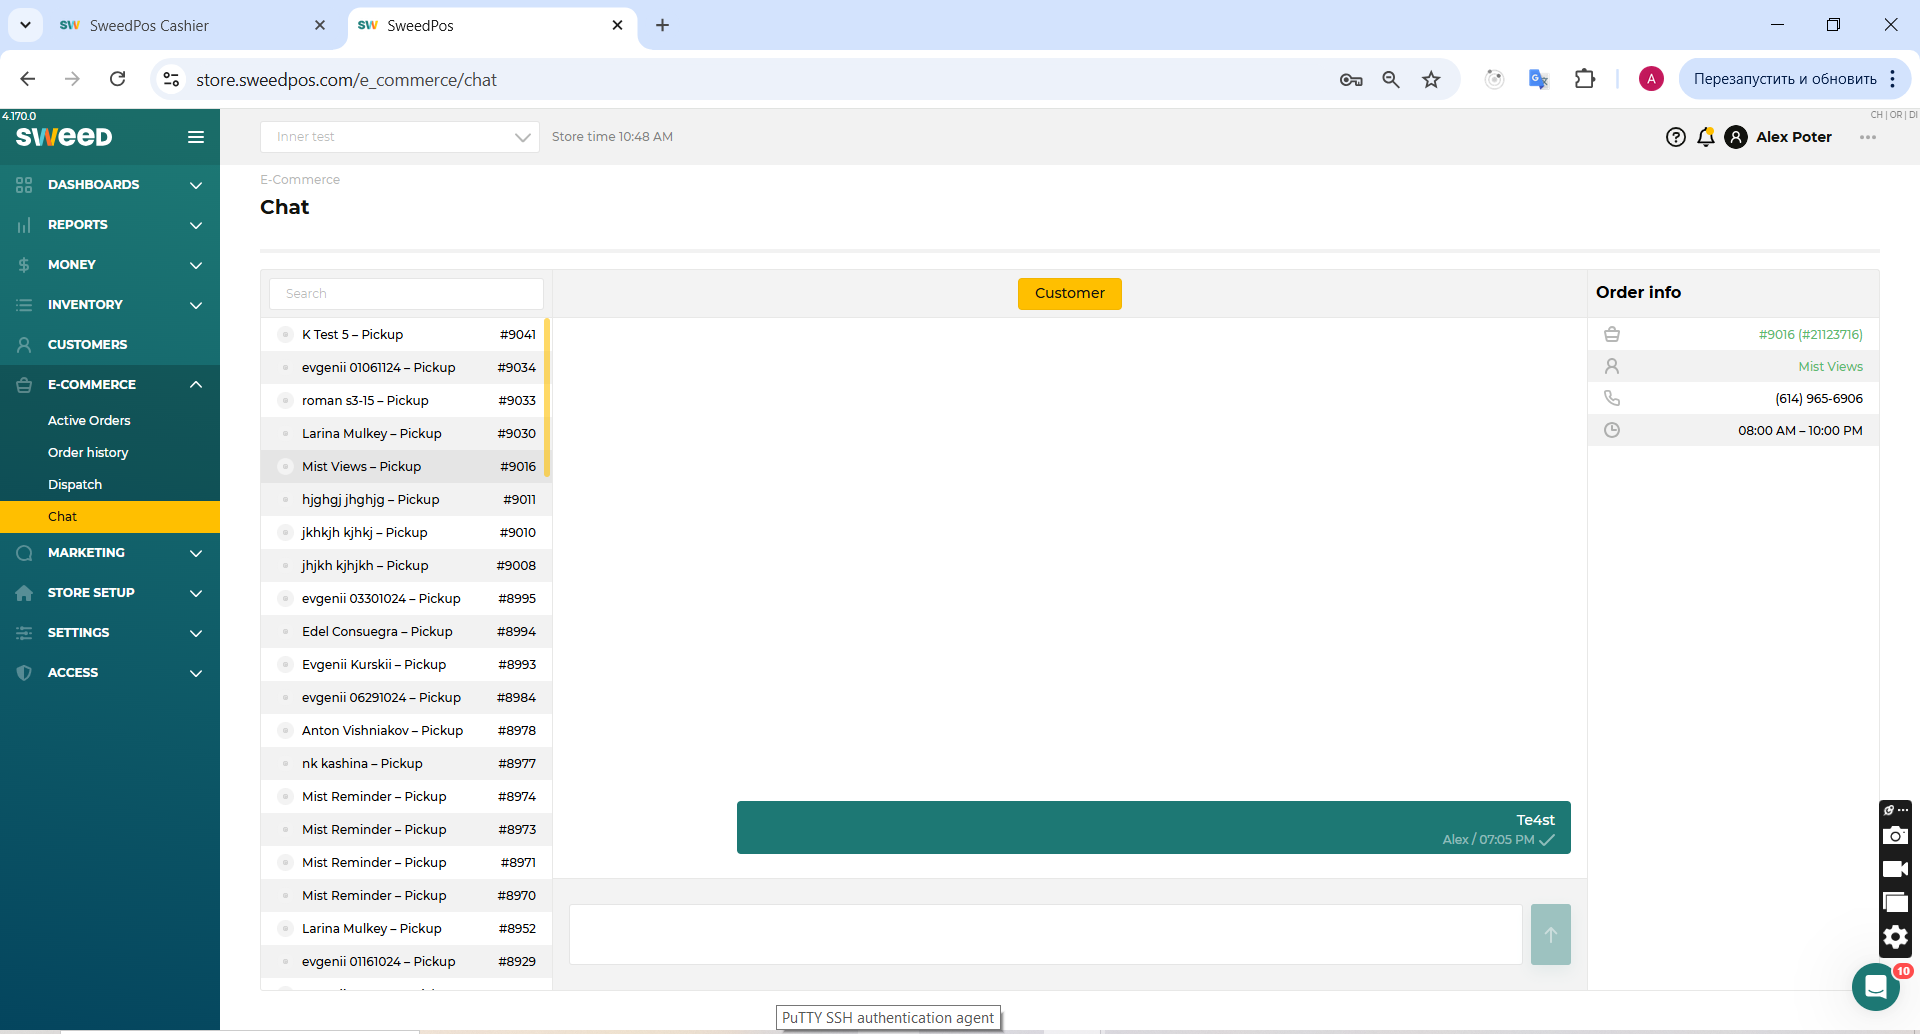 SweedPos Cashier
SweedPos
store.sweedpos.com/e_commerce/chat
A
Перезапустить и обновить
4.170.0
SWEED
Inner test
Store time 10:48 AM
CH | OR | DI
Alex Poter
DASHBOARDS
REPORTS
MONEY
INVENTORY
CUSTOMERS
E-COMMERCE
Active Orders
Order history
Dispatch
Chat
MARKETING
STORE SETUP
SETTINGS
ACCESS
E-Commerce
Chat
Search
K Test 5 – Pickup #9041
evgenii 01061124 – Pickup #9034
roman s3-15 – Pickup #9033
Larina Mulkey – Pickup #9030
Mist Views – Pickup #9016
hjghgj jhghjg – Pickup #9011
jkhkjh kjhkj – Pickup #9010
jhjkh kjhjkh – Pickup #9008
evgenii 03301024 – Pickup #8995
Edel Consuegra – Pickup #8994
Evgenii Kurskii – Pickup #8993
evgenii 06291024 – Pickup #8984
Anton Vishniakov – Pickup #8978
nk kashina – Pickup #8977
Mist Reminder – Pickup #8974
Mist Reminder – Pickup #8973
Mist Reminder – Pickup #8971
Mist Reminder – Pickup #8970
Larina Mulkey – Pickup #8952
evgenii 01161024 – Pickup #8929
Customer
Te4st
Alex / 07:05 PM
Order info
#9016 (#21123716)
Mist Views
(614) 965-6906
08:00 AM – 10:00 PM
10
PuTTY SSH authentication agent